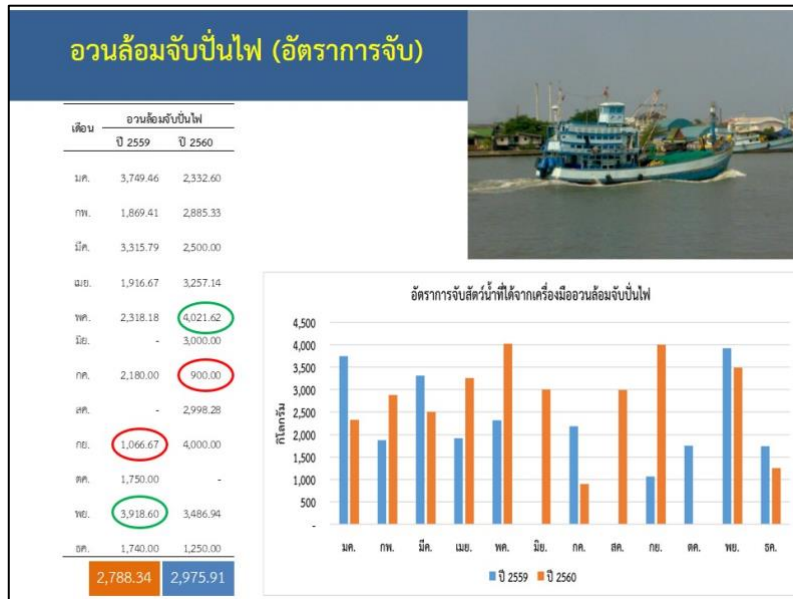 อวนล้อมจับปั่นไฟ (อัตราการจับ)
เดือน อวนล้อมจับปั่นไฟ
ปี 2559 ปี 2560
มค. 3,749.46 2,332.60
กพ. 1,869.41 2,885.33
มีค. 3,315.79 2,500.00
เมย. 1,916.67 3,257.14
พค. 2,318.18 4,021.62
มิย. - 3,000.00
กค. 2,180.00 900.00
สค. - 2,998.28
กย. 1,066.67 4,000.00
ตค. 1,750.00 -
พย. 3,918.60 3,486.94
ธค. 1,740.00 1,250.00
2,788.34 2,975.91
อัตราการจับสัตว์น้ำที่ได้จากเครื่องมืออวนล้อมจับปั่นไฟ
กิโลกรัม
4,500
4,000
3,500
3,000
2,500
2,000
1,500
1,000
500
-
มค. กพ. มีค. เมย. พค. มิย. กค. สค. กย. ตค. พย. ธค.
ปี 2559 ปี 2560